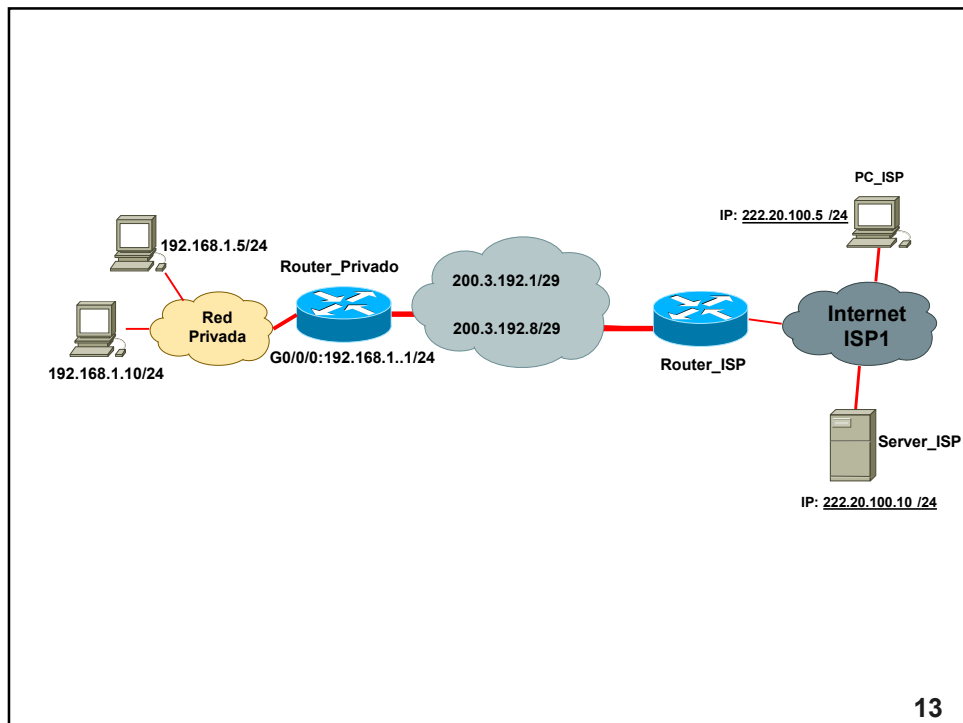 PC_ISP
IP: 222.20.100.5 /24
192.168.1.5/24
Router_Privado
200.3.192.1/29
Red
Privada
200.3.192.8/29
Internet
ISP1
G0/0/0:192.168.1..1/24
Router_ISP
192.168.1.10/24
Server_ISP
IP: 222.20.100.10 /24
13